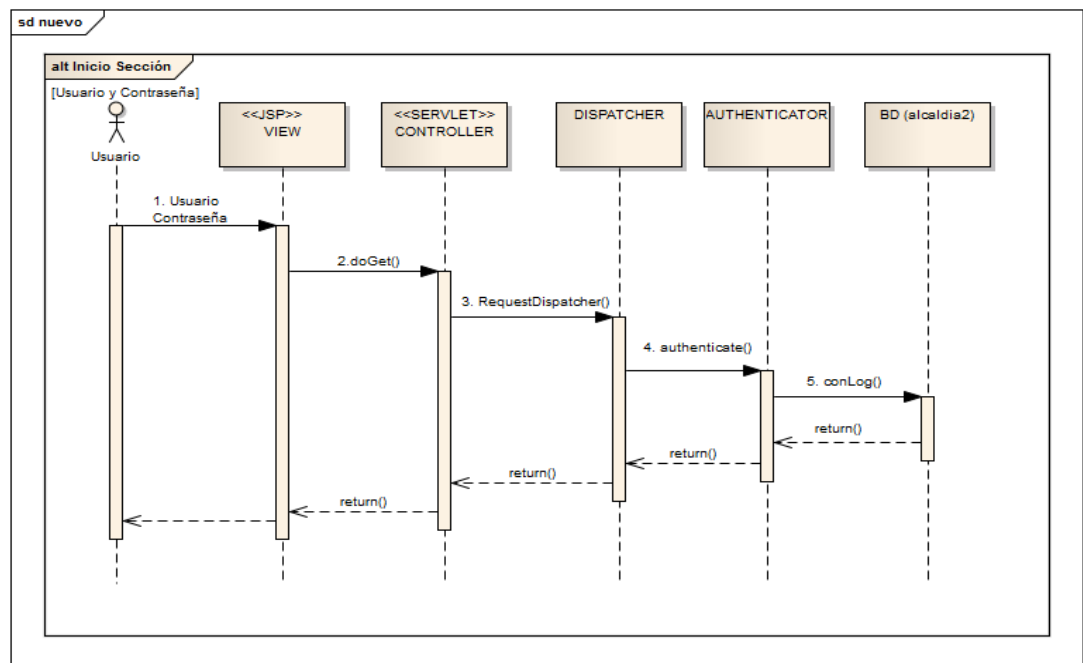 sd nuevo
alt Inicio Sección
[Usuario y Contraseña]
Usuario
<<JSP>>
VIEW
<<SERVLET>>
CONTROLLER
DISPATCHER
AUTHENTICATOR
BD (alcaldia2)
1. Usuario
Contraseña
2.doGet()
3. RequestDispatcher()
4. authenticate()
5. conLog()
return()
return()
return()
return()